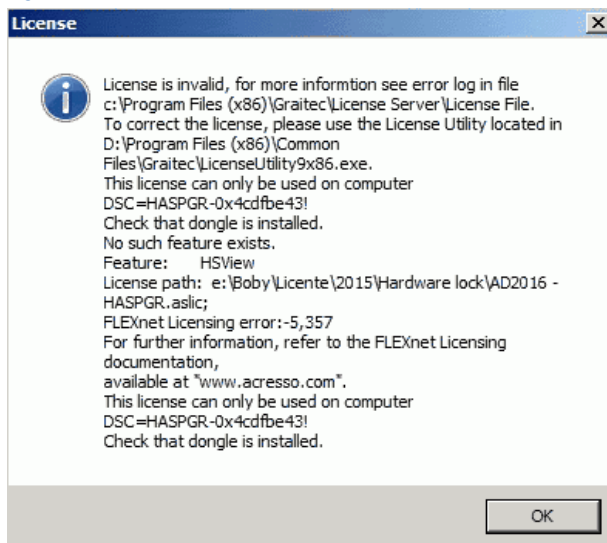 License
License is invalid, for more informtion see error log in file
c:\Program Files (x86)\Graitec\License Server\License File.
To correct the license, please use the License Utility located in
D:\Program Files (x86)\Common
Files\Graitec\LicenseUtility9x86.exe.
This license can only be used on computer
DSC=HASPGR-0x4cdfbe43!
Check that dongle is installed.
No such feature exists.
Feature: HSView
License path: e:\Boby\Licente\2015\Hardware lock\AD2016 -
HASPGR.aslic;
FLEXnet Licensing error:-5,357
For further information, refer to the FLEXnet Licensing
documentation,
available at "www.acresso.com".
This license can only be used on computer
DSC=HASPGR-0x4cdfbe43!
Check that dongle is installed.
OK